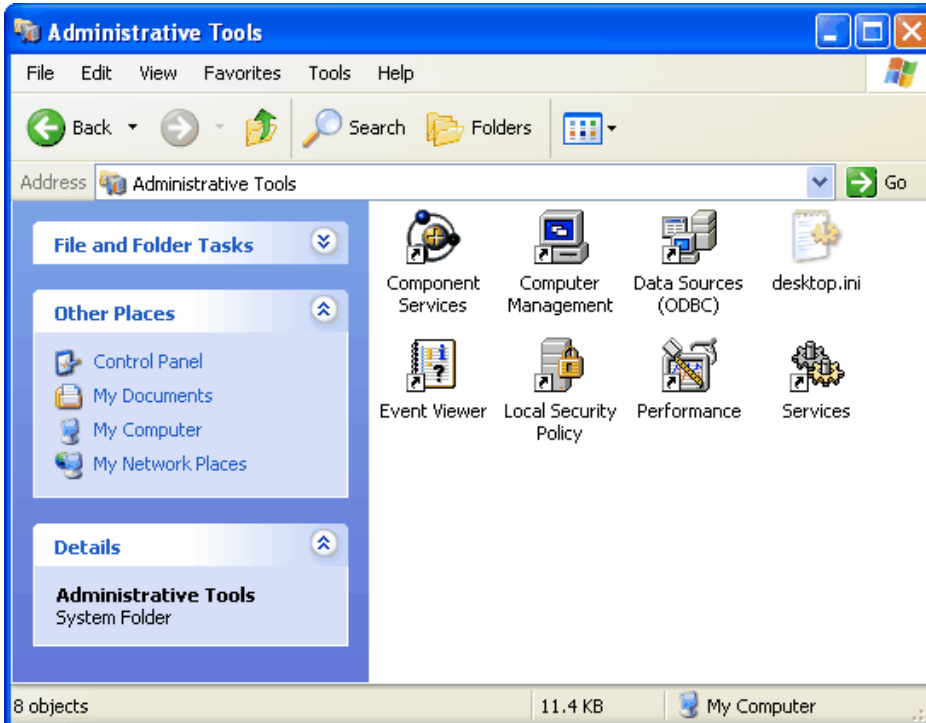 Administrative Tools
File Edit View Favorites Tools Help
Back Search Folders
Address Administrative Tools Go
File and Folder Tasks
Other Places
Control Panel
My Documents
My Computer
My Network Places
Details
Administrative Tools
System Folder
Component
Services
Computer
Management
Data Sources
(ODBC)
desktop.ini
Event Viewer
Local Security
Policy
Performance
Services
8 objects 11.4 KB My Computer